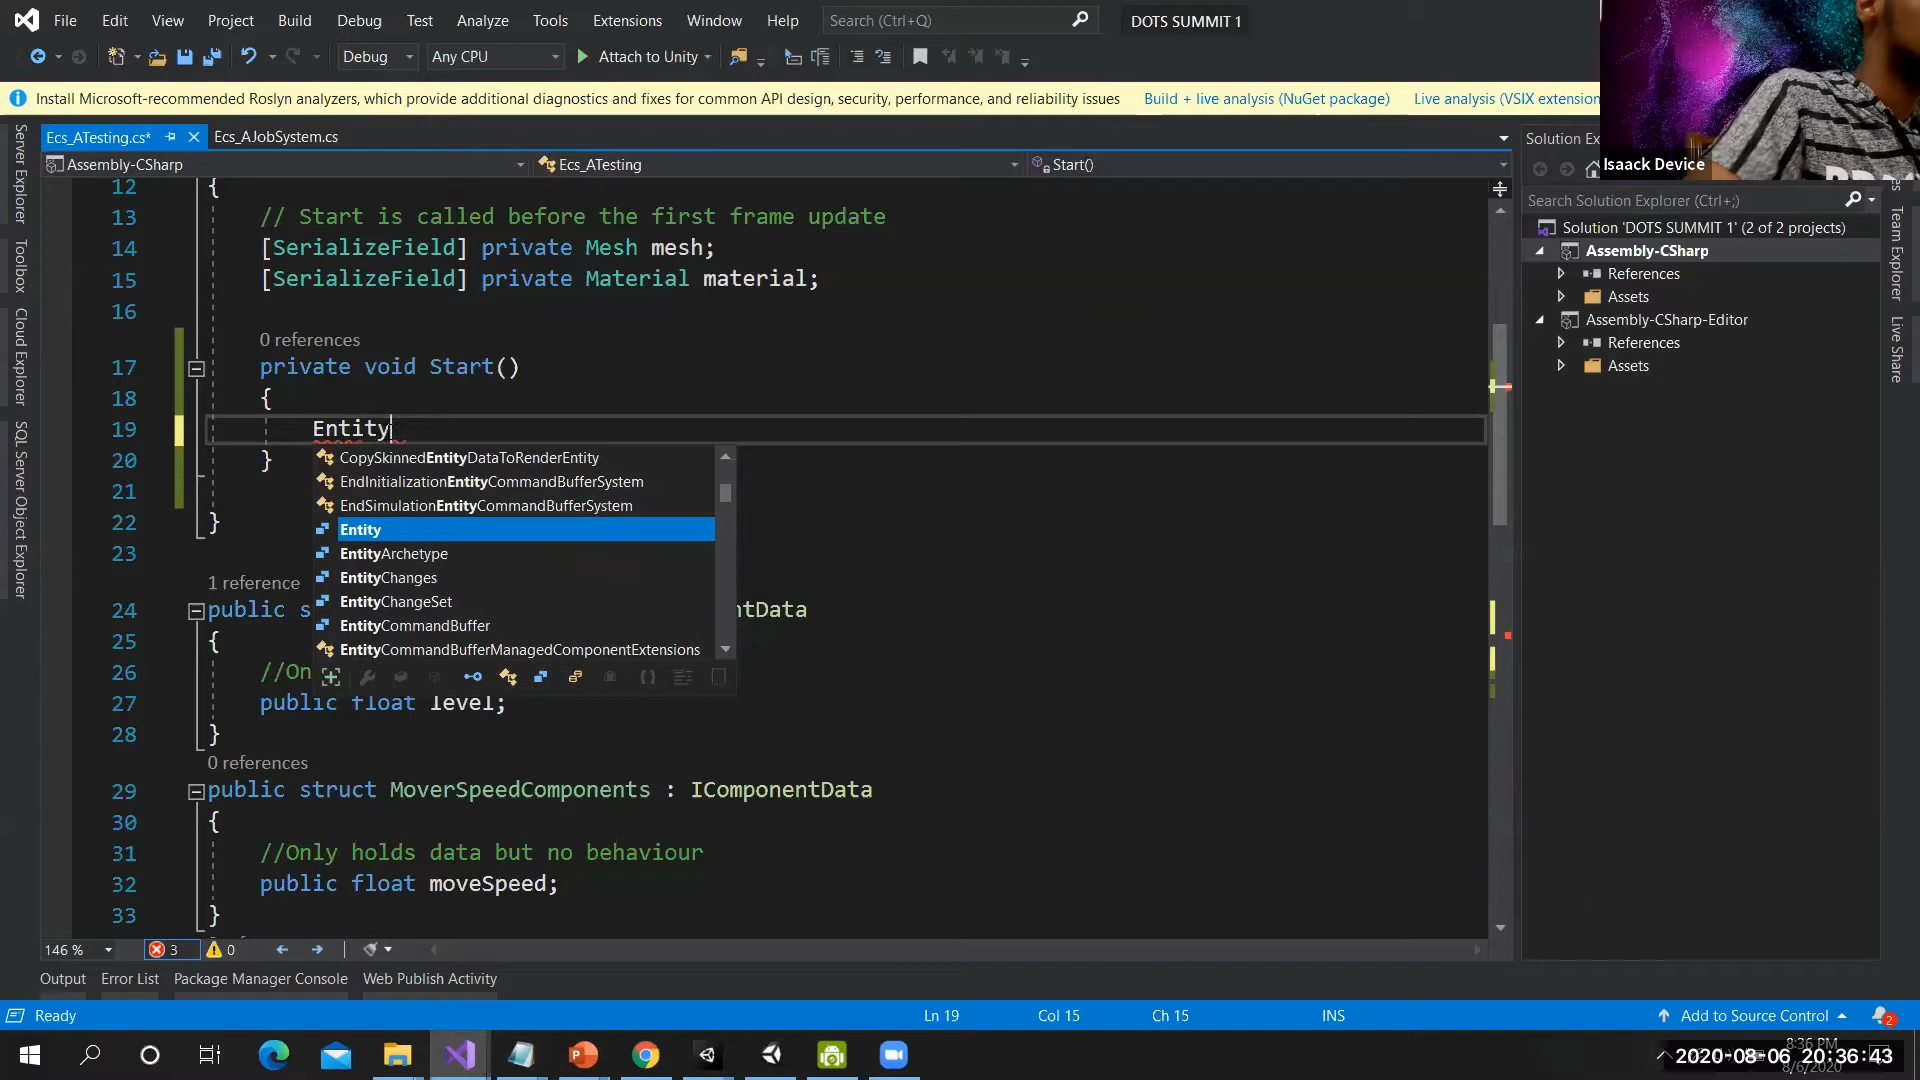 File Edit View Project Build Debug Test Analyze Tools Extensions Window Help Search (Ctrl+Q) DOTS SUMMIT 1
Debug Any CPU Attach to Unity
Install Microsoft-recommended Roslyn analyzers, which provide additional diagnostics and fixes for common API design, security, performance, and reliability issues Build + live analysis (NuGet package) Live analysis (VSIX extension
Isaack Device
Ecs_ATesting.cs* Ecs_AJobSystem.cs
Solution Ex
Assembly-CSharp Ecs_ATesting Start()
Server Explorer
Toolbox
Cloud Explorer
SQL Server Object Explorer
12 {
13 // Start is called before the first frame update
14 [SerializeField] private Mesh mesh;
15 [SerializeField] private Material material;
16
0 references
17 private void Start()
18 {
19 Entity
20 }
21
22 }
23
CopySkinnedEntityDataToRenderEntity
EndInitializationEntityCommandBufferSystem
EndSimulationEntityCommandBufferSystem
Entity
EntityArchetype
EntityChanges
EntityChangeSet
EntityCommandBuffer
EntityCommandBufferManagedComponentExtensions
1 reference
24 public s ntData
25 {
26 //On
27 public float level;
28 }
0 references
29 public struct MoverSpeedComponents : IComponentData
30 {
31 //Only holds data but no behaviour
32 public float moveSpeed;
33 }
Search Solution Explorer (Ctrl+;)
Solution 'DOTS SUMMIT 1' (2 of 2 projects)
Assembly-CSharp
References
Assets
Assembly-CSharp-Editor
References
Assets
Team Explorer
Live Share
146 % 3 0
Output Error List Package Manager Console Web Publish Activity
Ready Ln 19 Col 15 Ch 15 INS Add to Source Control 2
8:36 PM
2020-08-06 20:36:43
8/6/2020